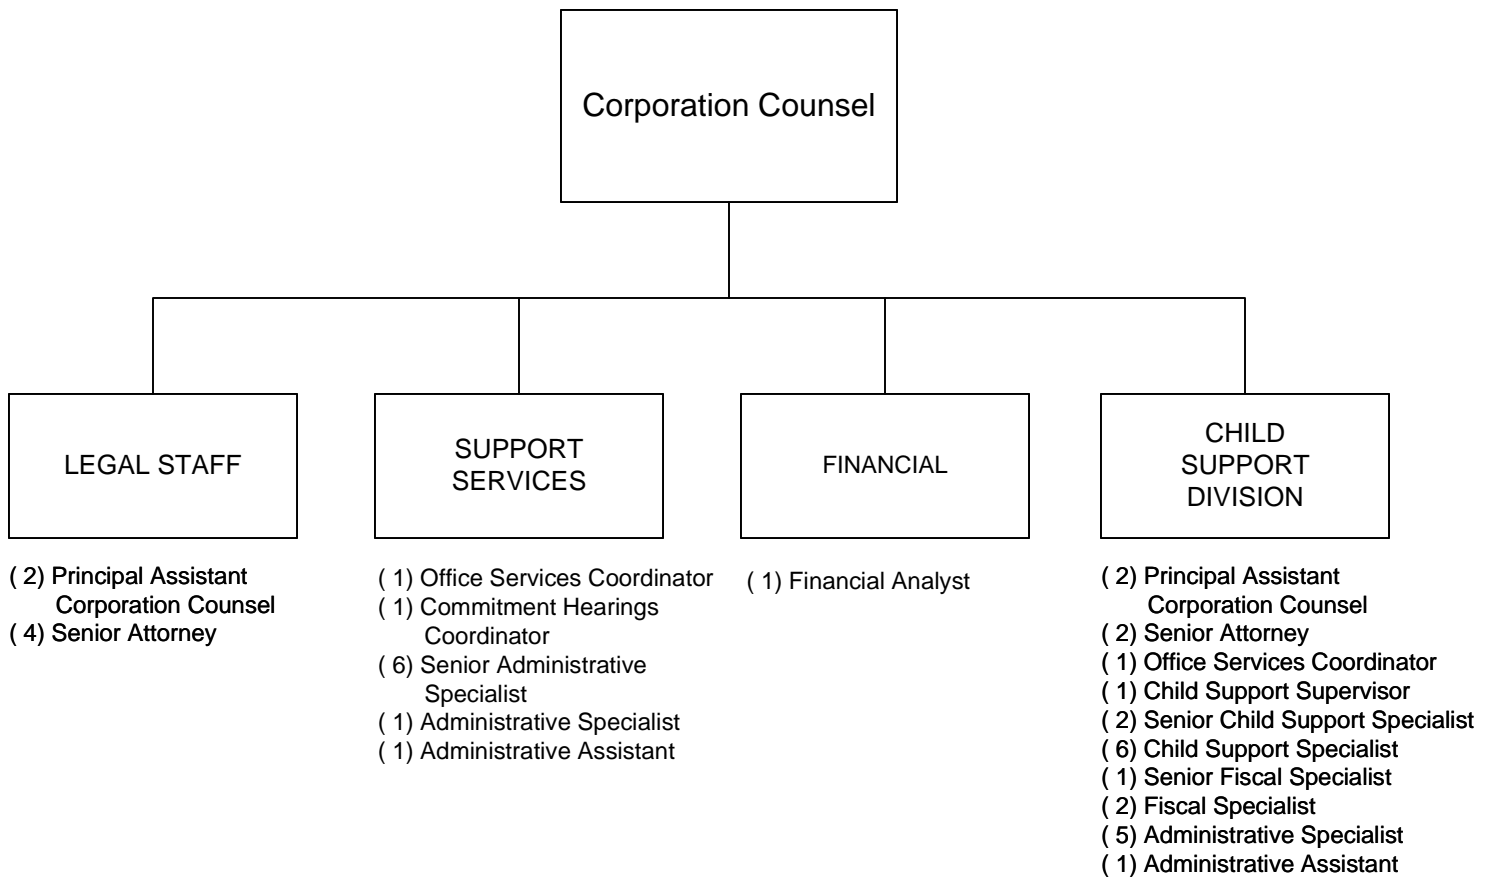 Corporation Counsel
LEGAL STAFF
SUPPORT
SERVICES
FINANCIAL
CHILD
SUPPORT
DIVISION
( 2) Principal Assistant
Corporation Counsel
( 4) Senior Attorney
( 1) Office Services Coordinator
( 1) Commitment Hearings
Coordinator
( 6) Senior Administrative
Specialist
( 1) Administrative Specialist
( 1) Administrative Assistant
( 1) Financial Analyst
( 2) Principal Assistant
Corporation Counsel
( 2) Senior Attorney
( 1) Office Services Coordinator
( 1) Child Support Supervisor
( 2) Senior Child Support Specialist
( 6) Child Support Specialist
( 1) Senior Fiscal Specialist
( 2) Fiscal Specialist
( 5) Administrative Specialist
( 1) Administrative Assistant